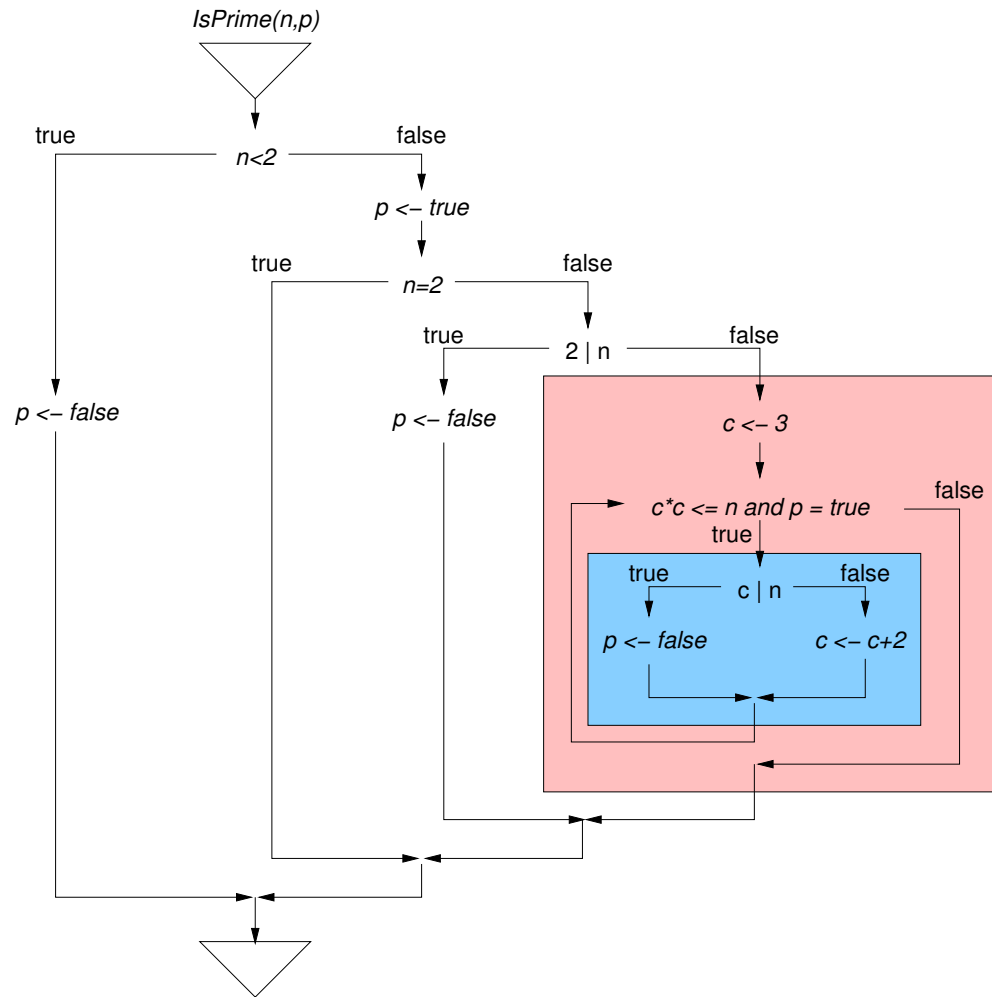 IsPrime(n,p)
true
false
n<2
p <– true
true
false
n=2
true
false
2 | n
p <– false
p <– false
c <– 3
false
c*c <= n and p = true
true
true
false
c | n
p <– false
c <– c+2